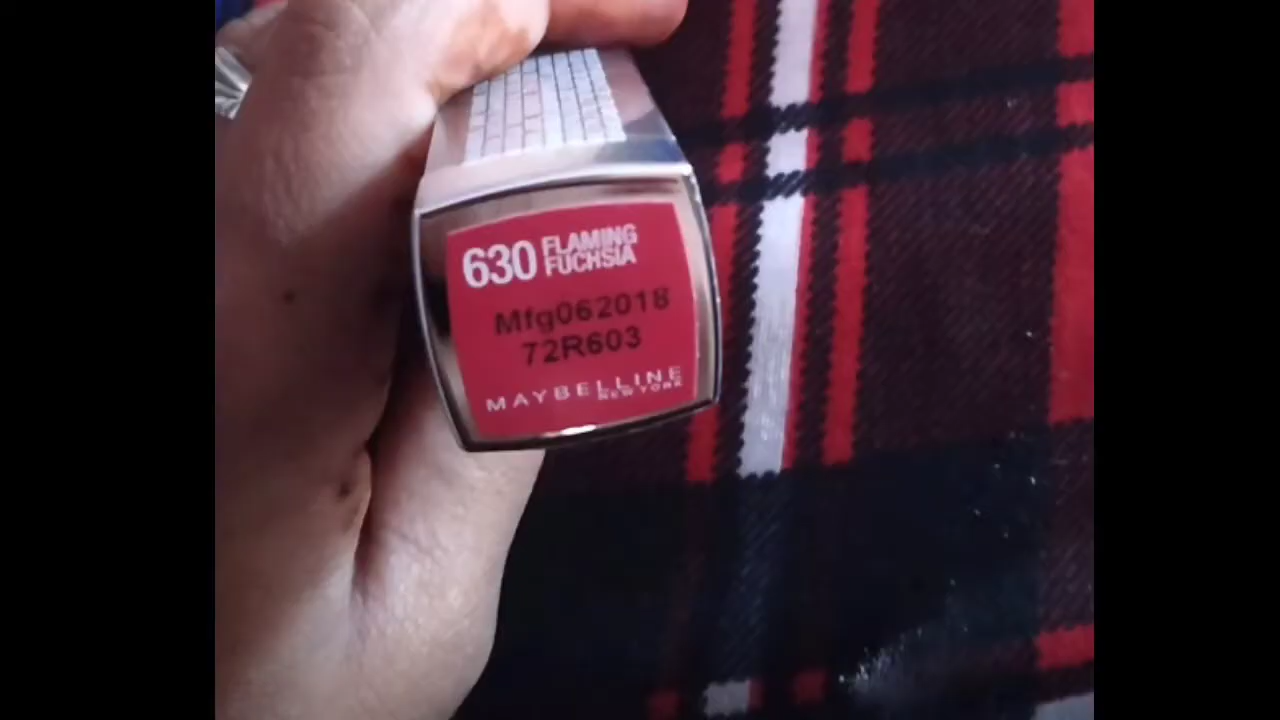 630 FLAMING
FUCHSIA
Mfg062018
72R603
MAYBELLINE
NEW YORK